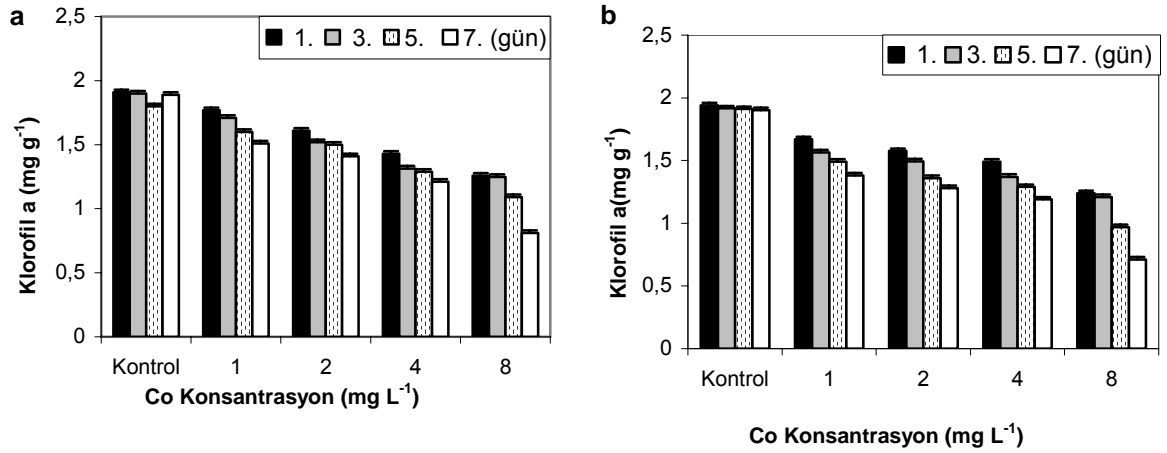 a
2,5
2
1,5
1
0,5
0
Klorofil a (mg g⁻¹)
1. 3. 5. 7. (gün)
Kontrol 1 2 4 8
Co Konsantrasyon (mg L⁻¹)
b
2,5
2
1,5
1
0,5
0
Klorofil a(mg g⁻¹)
1. 3. 5. 7. (gün)
Kontrol 1 2 4 8
Co Konsantrasyon (mg L⁻¹)